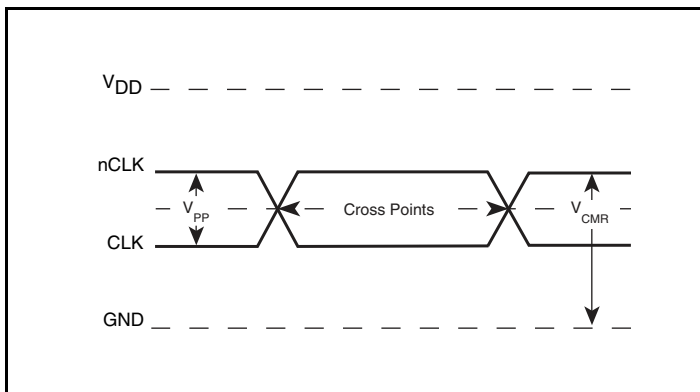 VDD
nCLK
VPP
Cross Points
VCMR
CLK
GND